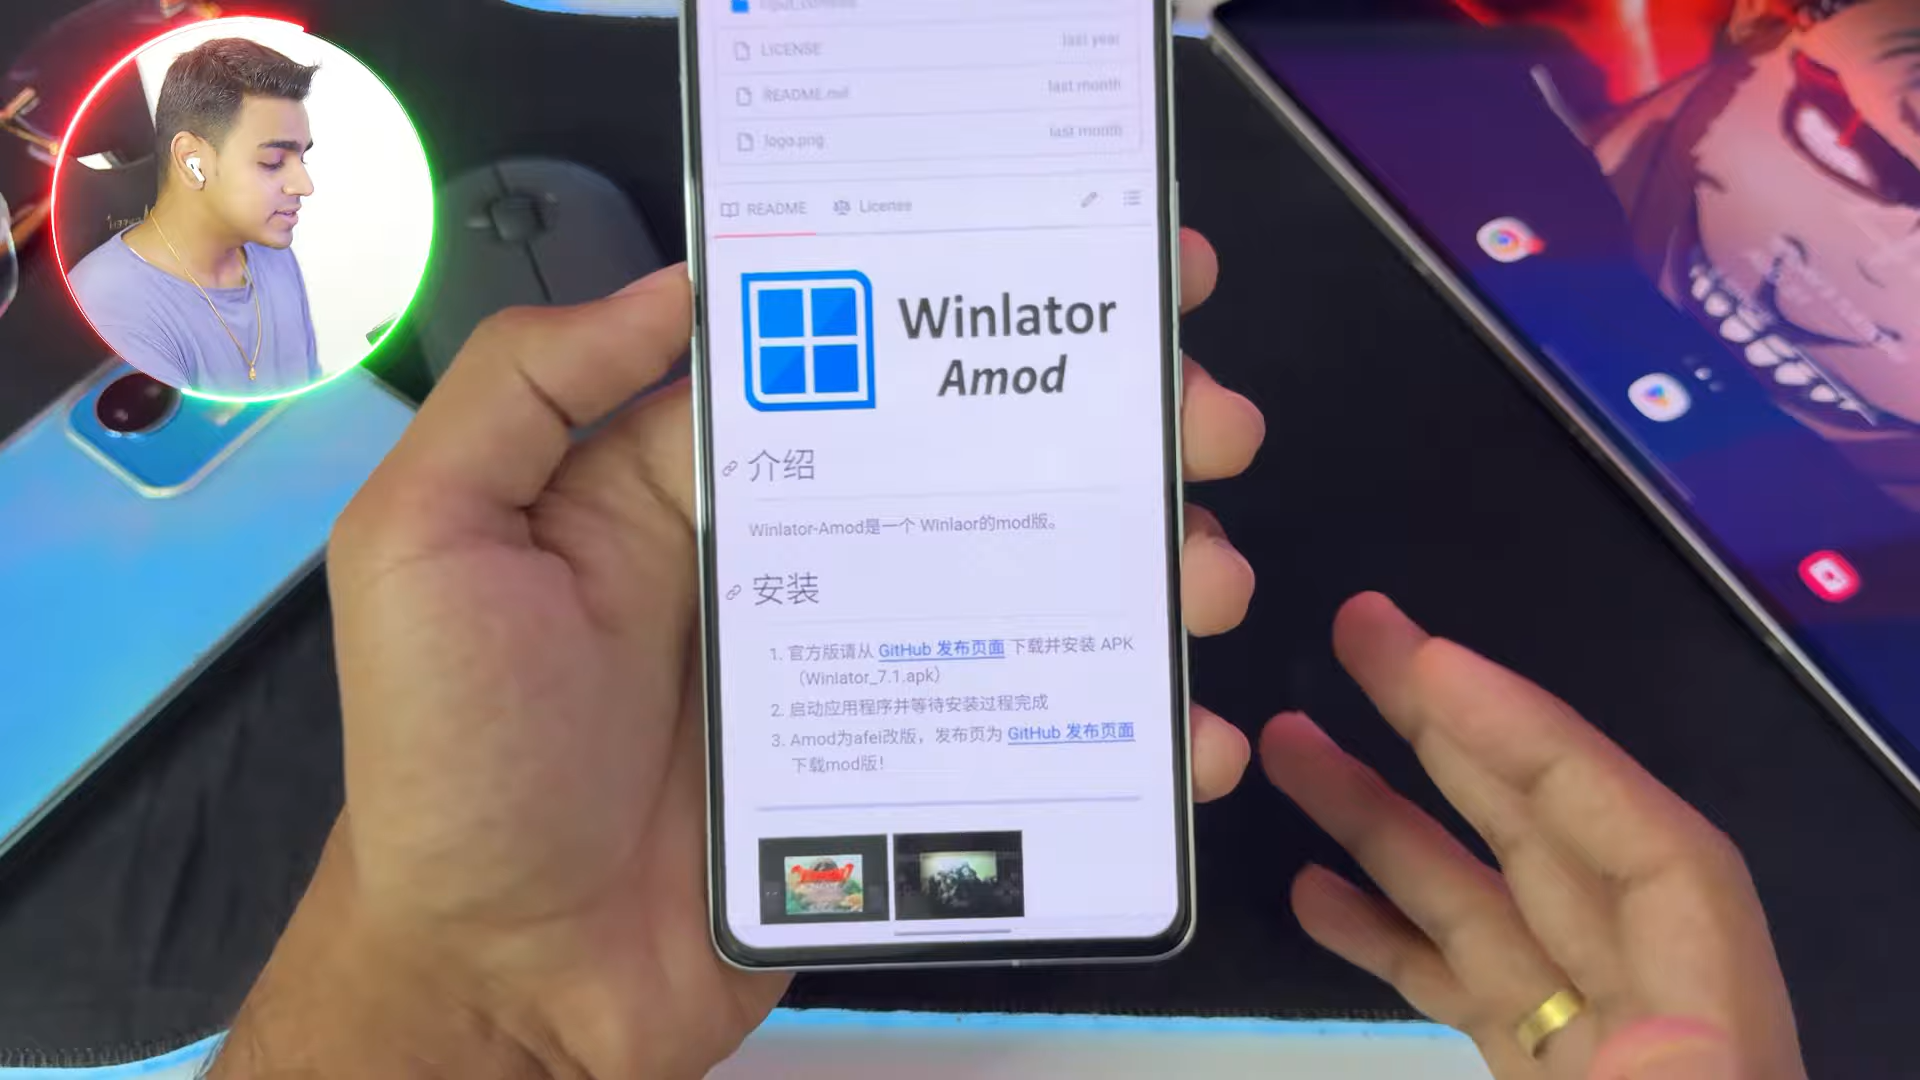 LICENSE
last year
README.md
last month
logo.png
last month
README
License
Winlator
Amod
介绍
Winlator-Amod是一个 Winlaor的mod版。
安装
1. 官方版请从 GitHub 发布页面 下载并安装 APK
（Winlator_7.1.apk）
2. 启动应用程序并等待安装过程完成
3. Amod为afei改版，发布页为 GitHub 发布页面
下载mod版！